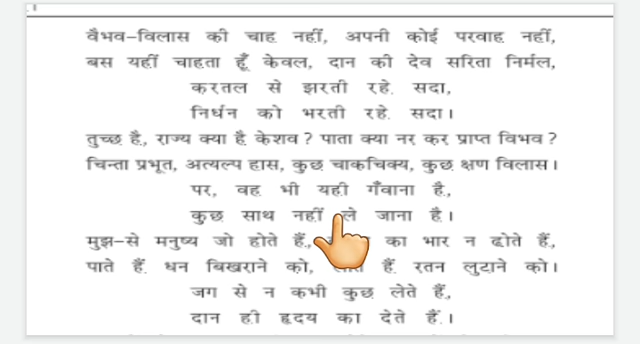 वैभव-विलास की चाह नहीं, अपनी कोई परवाह नहीं,
बस यहीं चाहता हूँ केवल, दान की देव सरिता निर्मल,
करतल से झरती रहे सदा,
निर्धन को भरती रहे सदा।
तुच्छ है, राज्य क्या है केशव? पाता क्या नर कर प्राप्त विभव?
चिन्ता प्रभूत, अत्यल्प हास, कुछ चाकचिक्य, कुछ क्षण विलास।
पर, वह भी यही गँवाना है,
कुछ साथ नहीं ले जाना है।
मुझ-से मनुष्य जो होते हैं, का भार न ढोते हैं,
पाते हैं धन बिखराने को, हैं रतन लुटाने को।
जग से न कभी कुछ लेते हैं,
दान ही हृदय का देते हैं।